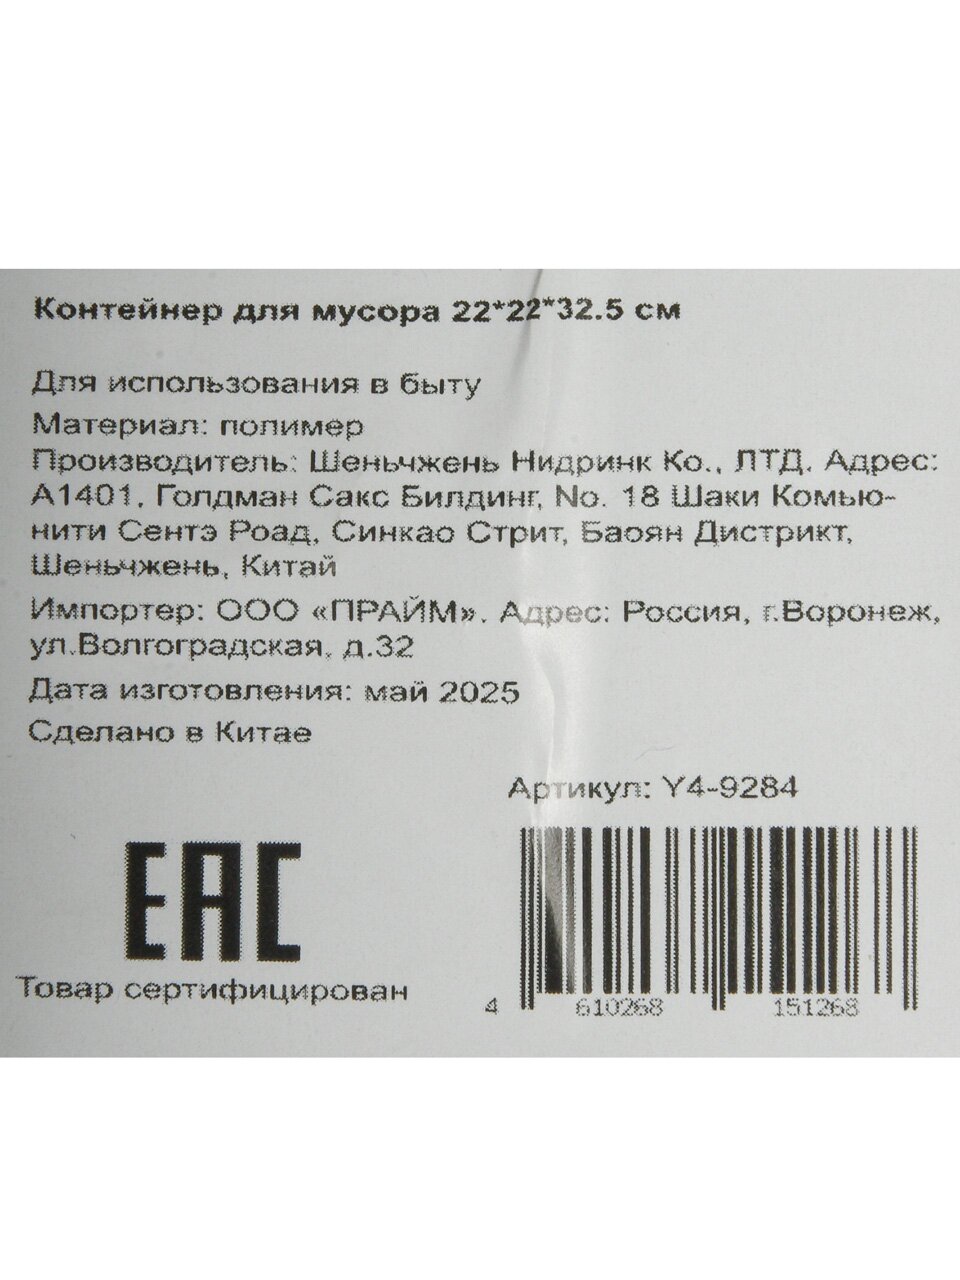 Контейнер для мусора 22*22*32.5 см
Для использования в быту
Материал: полимер
Производитель: Шеньчжень Нидринк Ко., ЛТД. Адрес:
А1401, Голдман Сакс Билдинг, No. 18 Шаки Комью-
нити Сентэ Роад, Синкао Стрит, Баоян Дистрикт,
Шеньчжень, Китай
Импортер: ООО «ПРАЙМ». Адрес: Россия, г.Воронеж,
ул.Волгоградская, д.32
Дата изготовления: май 2025
Сделано в Китае
Артикул: Y4-9284
EAC
Товар сертифицирован
4 610268 151268